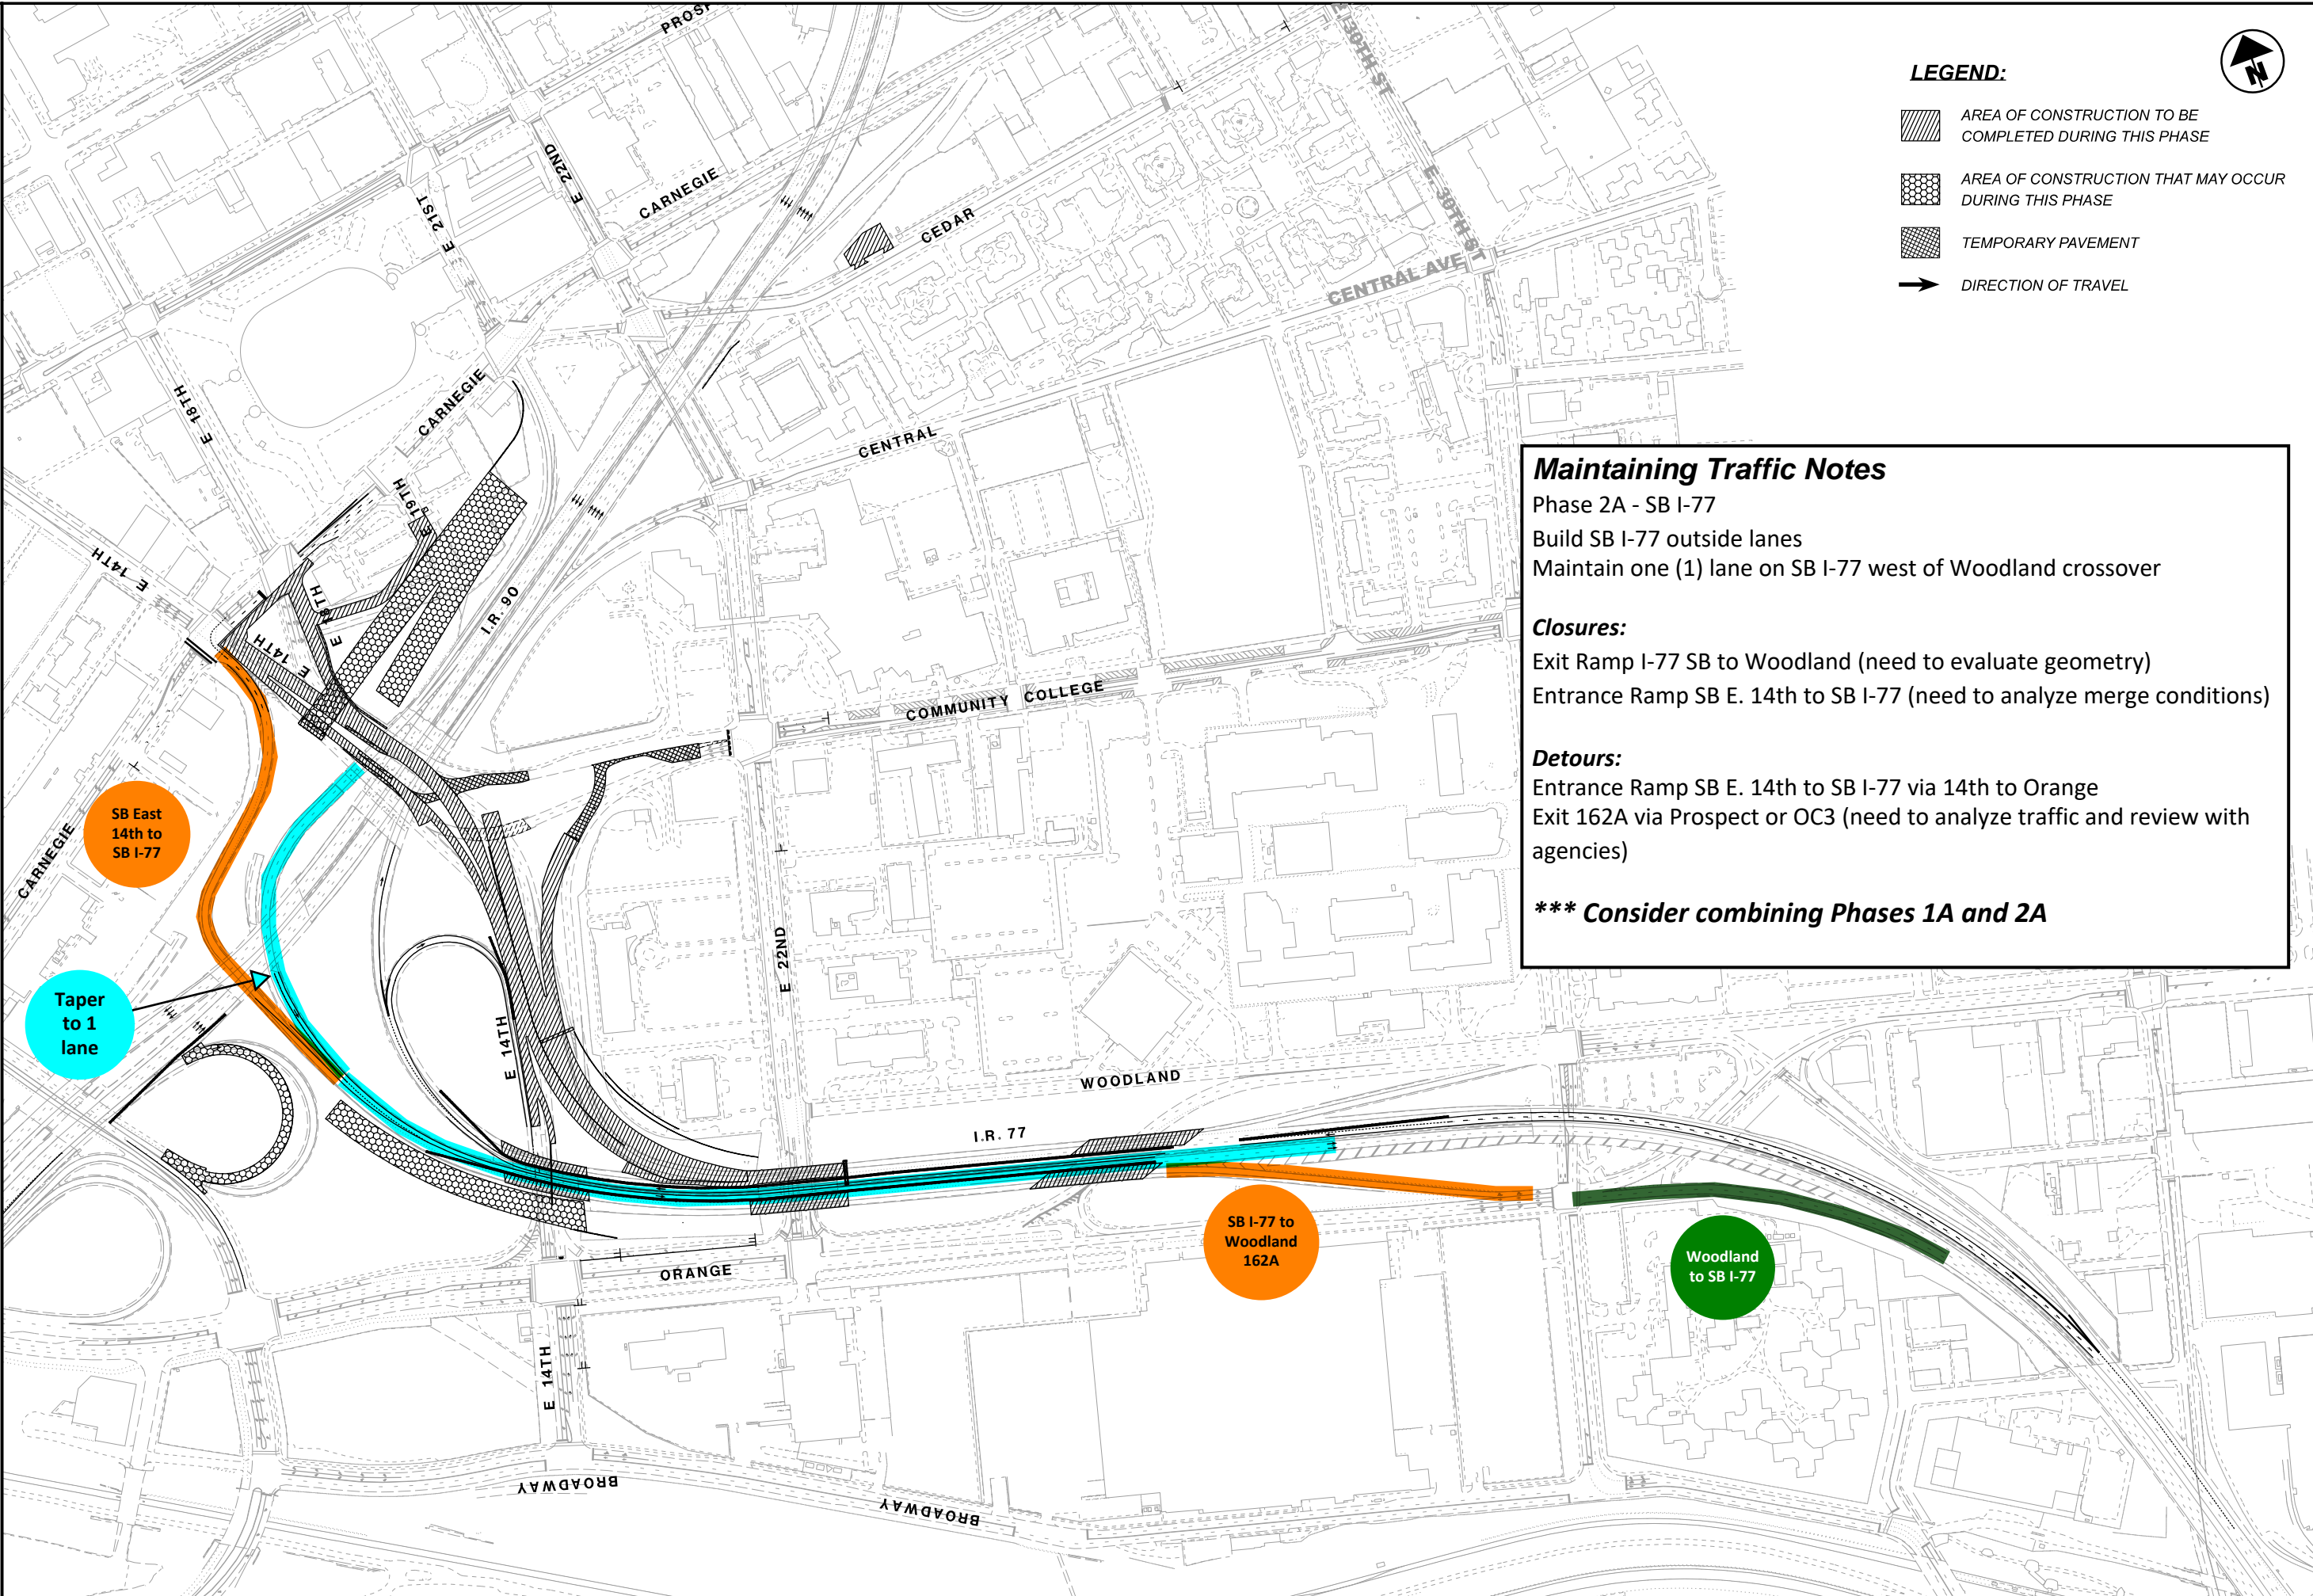 PROSP
E 30TH ST
LEGEND:
N
AREA OF CONSTRUCTION TO BE
COMPLETED DURING THIS PHASE
AREA OF CONSTRUCTION THAT MAY OCCUR
DURING THIS PHASE
TEMPORARY PAVEMENT
DIRECTION OF TRAVEL
E 22ND
CARNEGIE
E 21ST
CEDAR
E 30TH ST
CENTRAL AVE
E 18TH
CARNEGIE
CENTRAL
E 19TH
E 14TH
I.R. 90
E 18TH
E 14TH
COMMUNITY COLLEGE
Maintaining Traffic Notes
Phase 2A - SB I-77
Build SB I-77 outside lanes
Maintain one (1) lane on SB I-77 west of Woodland crossover
Closures:
Exit Ramp I-77 SB to Woodland (need to evaluate geometry)
Entrance Ramp SB E. 14th to SB I-77 (need to analyze merge conditions)
Detours:
Entrance Ramp SB E. 14th to SB I-77 via 14th to Orange
Exit 162A via Prospect or OC3 (need to analyze traffic and review with
agencies)
*** Consider combining Phases 1A and 2A
SB East
14th to
SB I-77
CARNEGIE
E 22ND
Taper
to 1
lane
E 14TH
WOODLAND
I.R. 77
SB I-77 to
Woodland
162A
Woodland
to SB I-77
ORANGE
E 14TH
BROADWAY
BROADWAY